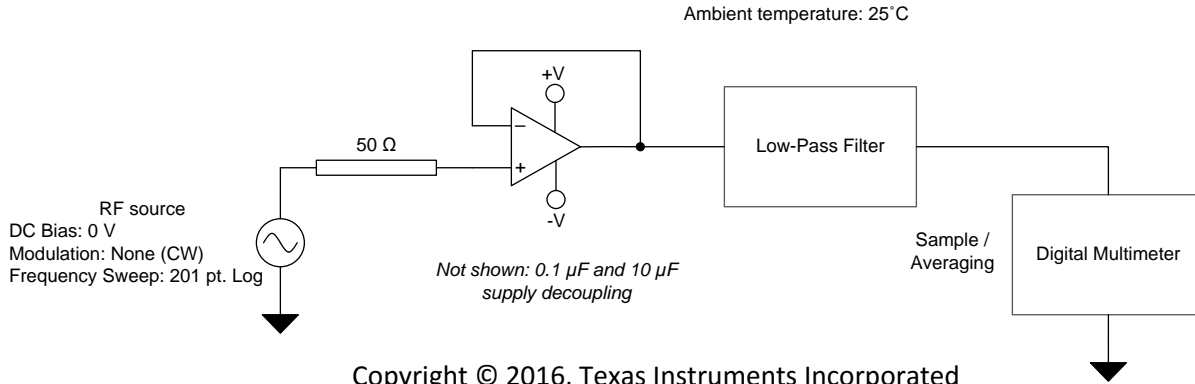 Ambient temperature: 25˚C
+V
50 Ω
−
Low-Pass Filter
+
-V
RF source
DC Bias: 0 V
Modulation: None (CW)
Frequency Sweep: 201 pt. Log
Not shown: 0.1 µF and 10 µF
supply decoupling
Sample /
Averaging
Digital Multimeter
Copyright © 2016, Texas Instruments Incorporated